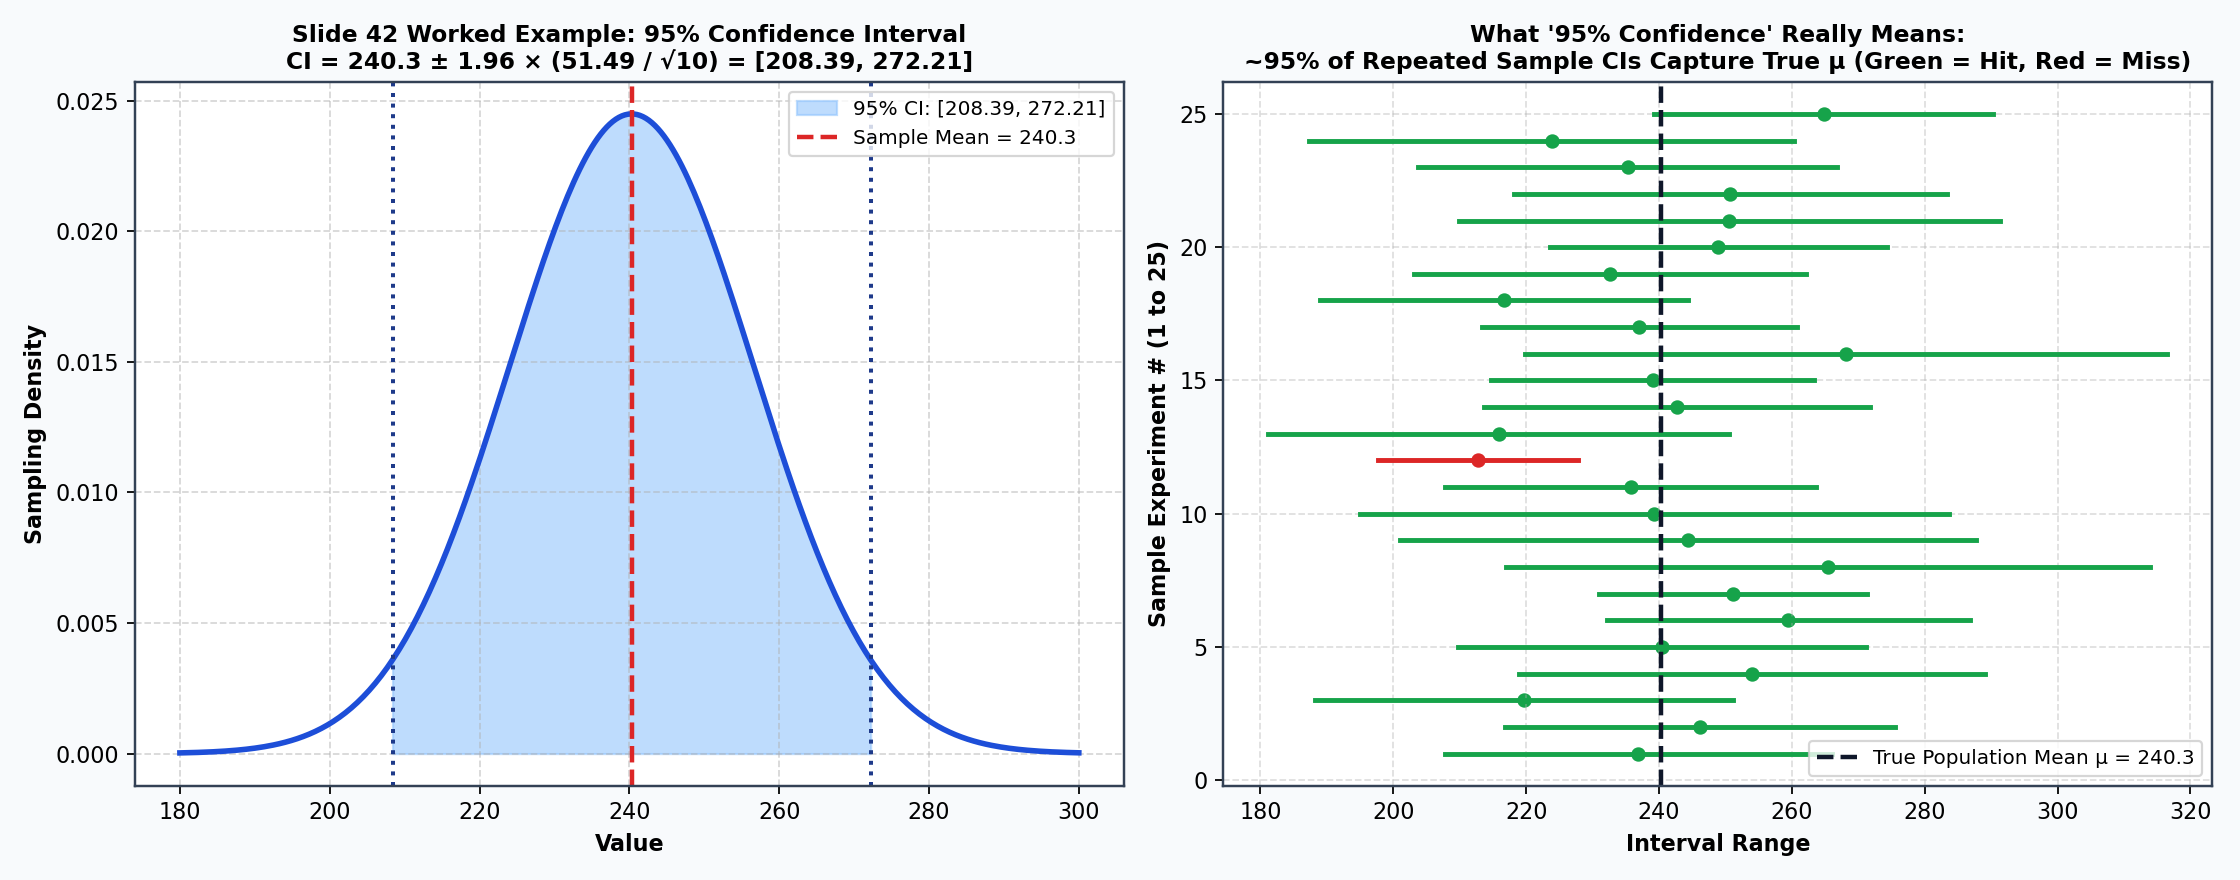 Slide 42 Worked Example: 95% Confidence Interval
CI = 240.3 ± 1.96 × (51.49 / √10) = [208.39, 272.21]
95% CI: [208.39, 272.21]
Sample Mean = 240.3
Sampling Density
0.025
0.020
0.015
0.010
0.005
0.000
180 200 220 240 260 280 300
Value
What '95% Confidence' Really Means:
~95% of Repeated Sample CIs Capture True μ (Green = Hit, Red = Miss)
Sample Experiment # (1 to 25)
25
20
15
10
5
0
True Population Mean μ = 240.3
180 200 220 240 260 280 300 320
Interval Range